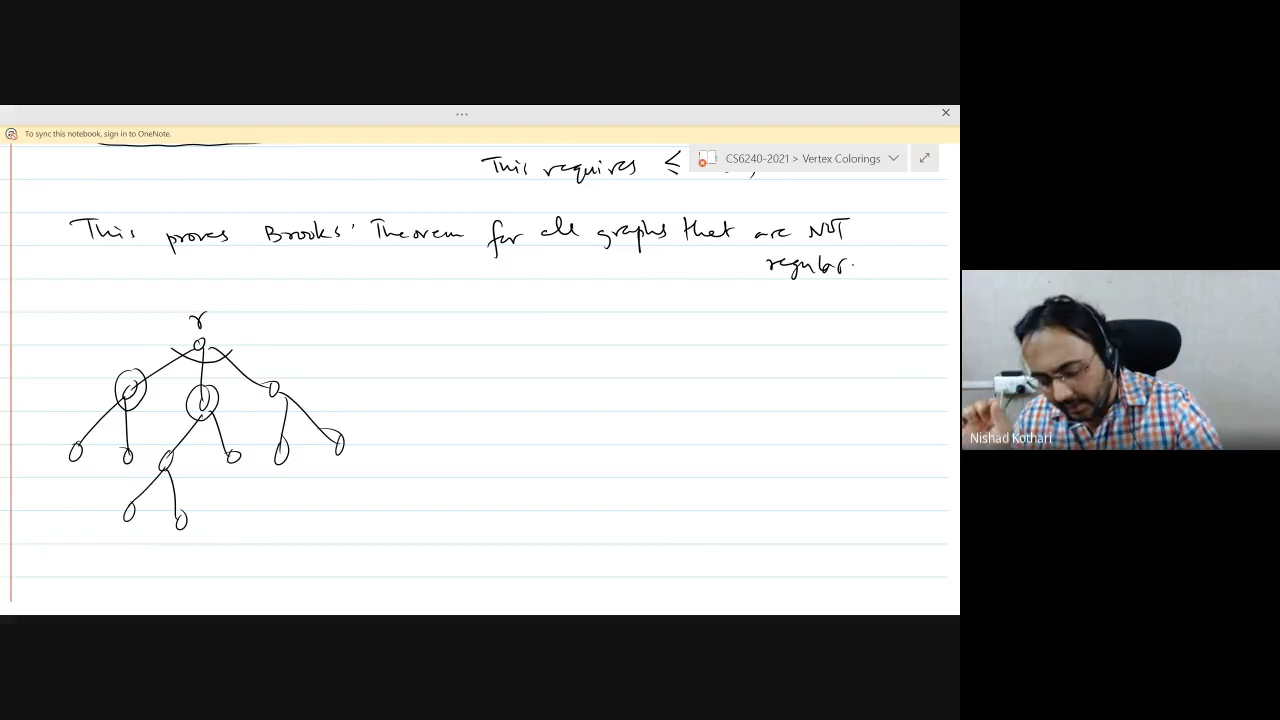 To sync this notebook, sign in to OneNote.
CS6240-2021 > Vertex Colorings
This requires ≤
This proves Brooks' Theorem for all graphs that are NOT
regular.
r
Nishad Kothari